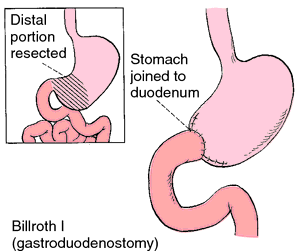 Distal
portion
resected
Stomach
joined to
duodenum
Billroth I
(gastroduodenostomy)